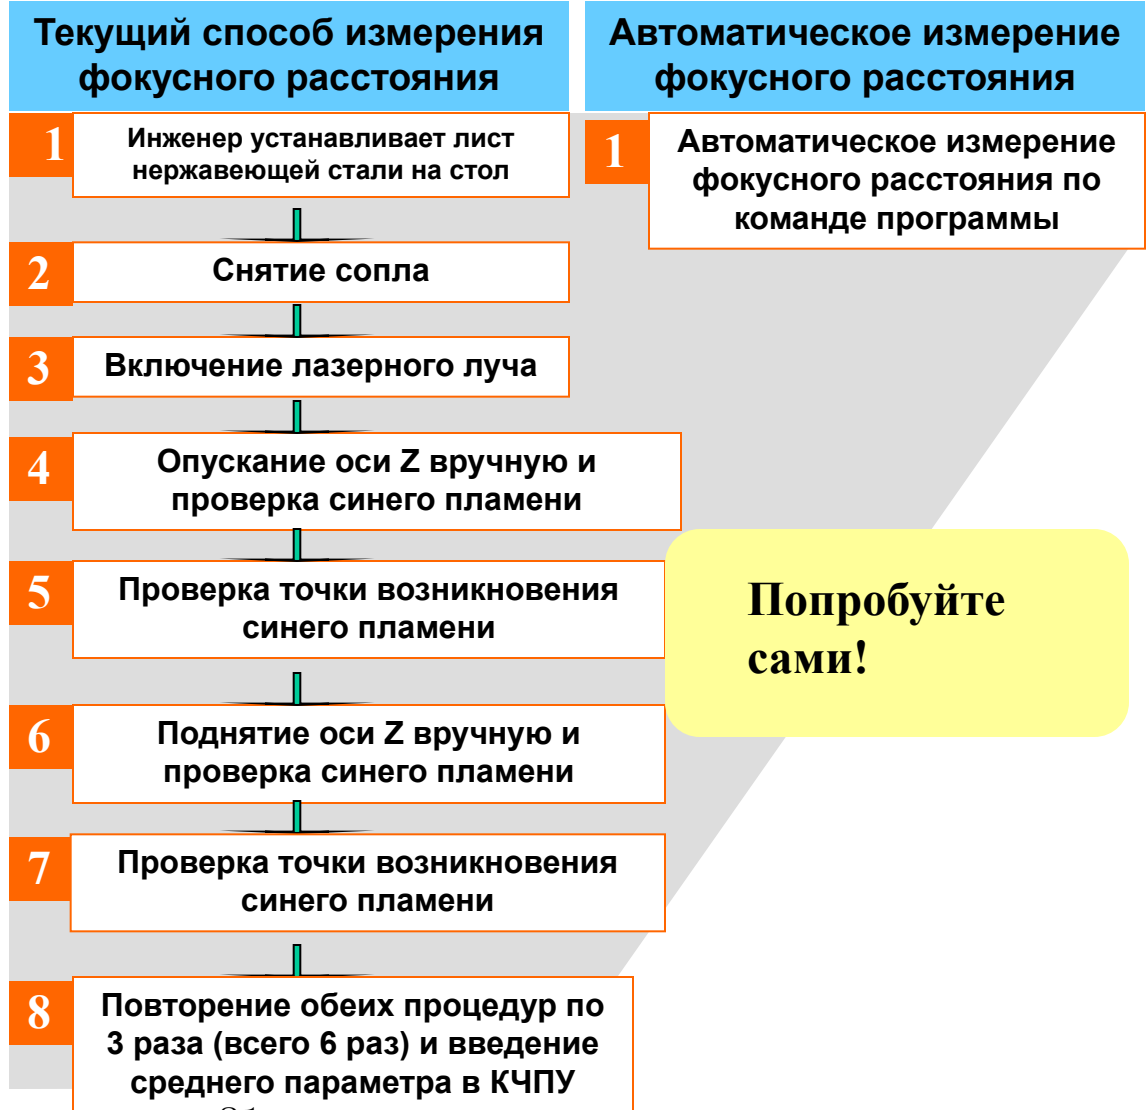 Текущий способ измерения
фокусного расстояния
1
Инженер устанавливает лист
нержавеющей стали на стол
2
Снятие сопла
3
Включение лазерного луча
4
Опускание оси Z вручную и
проверка синего пламени
5
Проверка точки возникновения
синего пламени
6
Поднятие оси Z вручную и
проверка синего пламени
7
Проверка точки возникновения
синего пламени
8
Повторение обеих процедур по
3 раза (всего 6 раз) и введение
среднего параметра в КЧПУ
Автоматическое измерение
фокусного расстояния
1
Автоматическое измерение
фокусного расстояния по
команде программы
Попробуйте
сами!